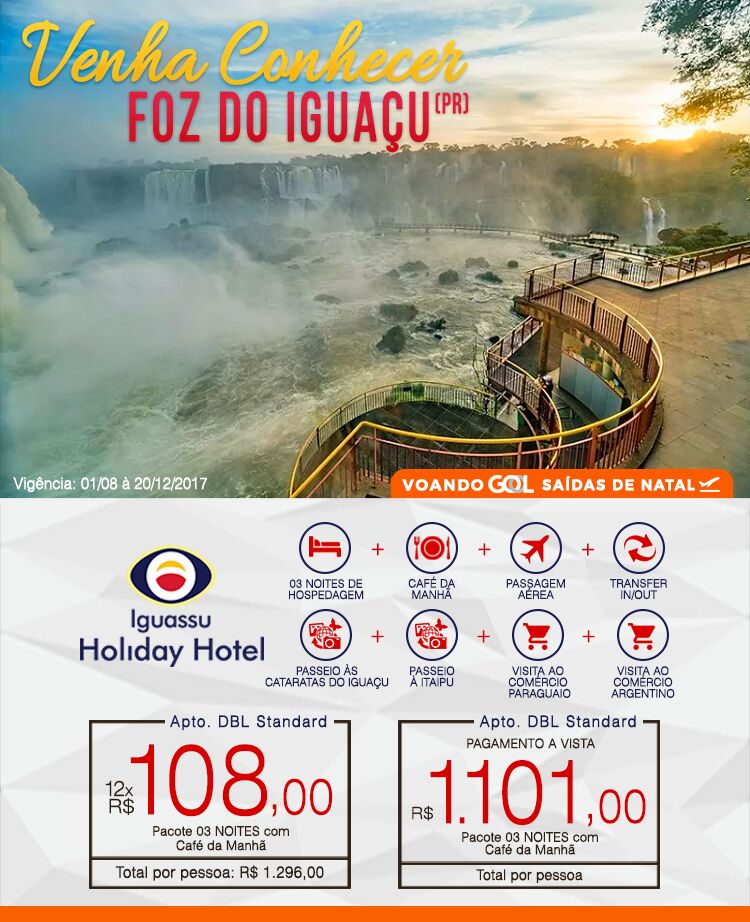 Venha Conhecer
FOZ DO IGUAÇU (PR)
Vigência: 01/08 à 20/12/2017
VOANDO GOL SAÍDAS DE NATAL
Iguassu
Holiday Hotel
03 NOITES DE
HOSPEDAGEM
+
CAFÉ DA
MANHÃ
+
PASSAGEM
AÉREA
+
TRANSFER
IN/OUT
PASSEIO ÀS
CATARATAS DO IGUAÇU
+
PASSEIO
À ITAIPU
+
VISITA AO
COMÉRCIO
PARAGUAIO
+
VISITA AO
COMÉRCIO
ARGENTINO
Apto. DBL Standard
12x
R$ 108,00
Pacote 03 NOITES com
Café da Manhã
Total por pessoa: R$ 1.296,00
Apto. DBL Standard
PAGAMENTO A VISTA
R$ 1.101,00
Pacote 03 NOITES com
Café da Manhã
Total por pessoa